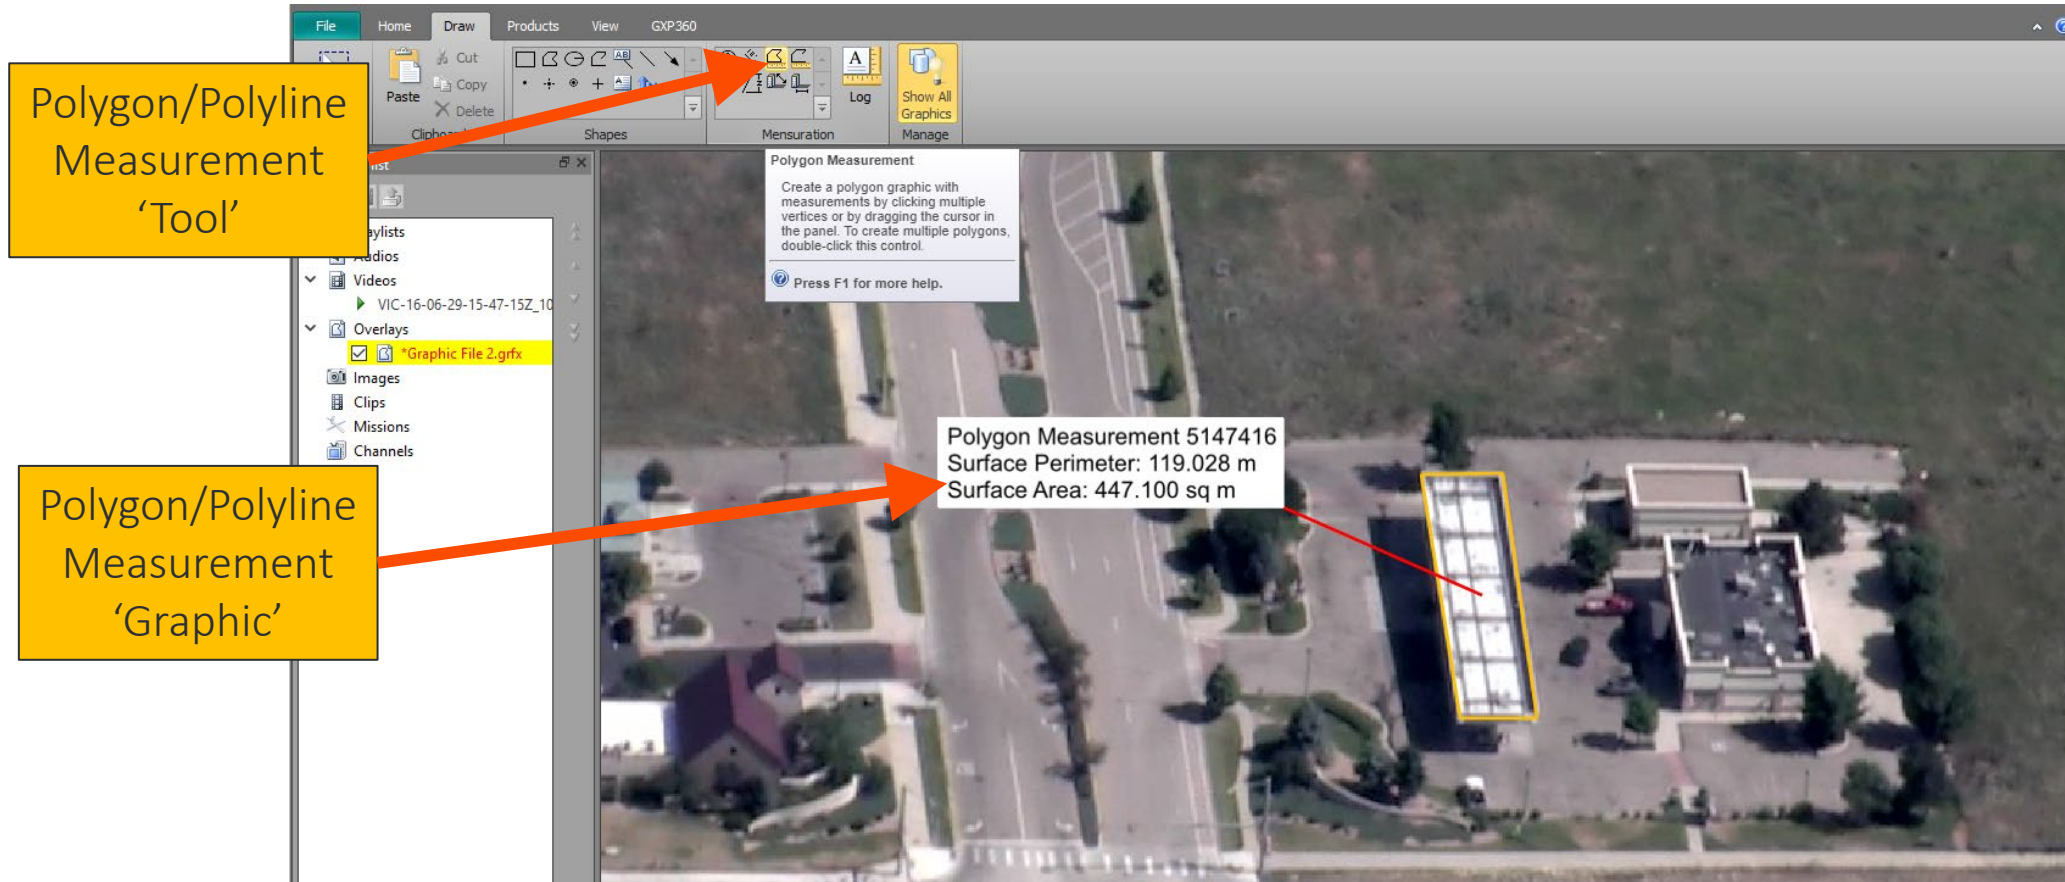 File Home Draw Products View GXP360
Polygon/Polyline
Measurement
‘Tool’
Cut
Copy
Delete
Paste
AB
A
Log
Show All
Graphics
Shapes
Mensuration
Manage
Polygon Measurement
Create a polygon graphic with
measurements by clicking multiple
vertices or by dragging the cursor in
the panel. To create multiple polygons,
double-click this control.
Press F1 for more help.
Videos
VIC-16-06-29-15-47-15Z_10
Overlays
*Graphic File 2.grfx
Images
Clips
Missions
Channels
Polygon Measurement 5147416
Surface Perimeter: 119.028 m
Surface Area: 447.100 sq m
Polygon/Polyline
Measurement
‘Graphic’